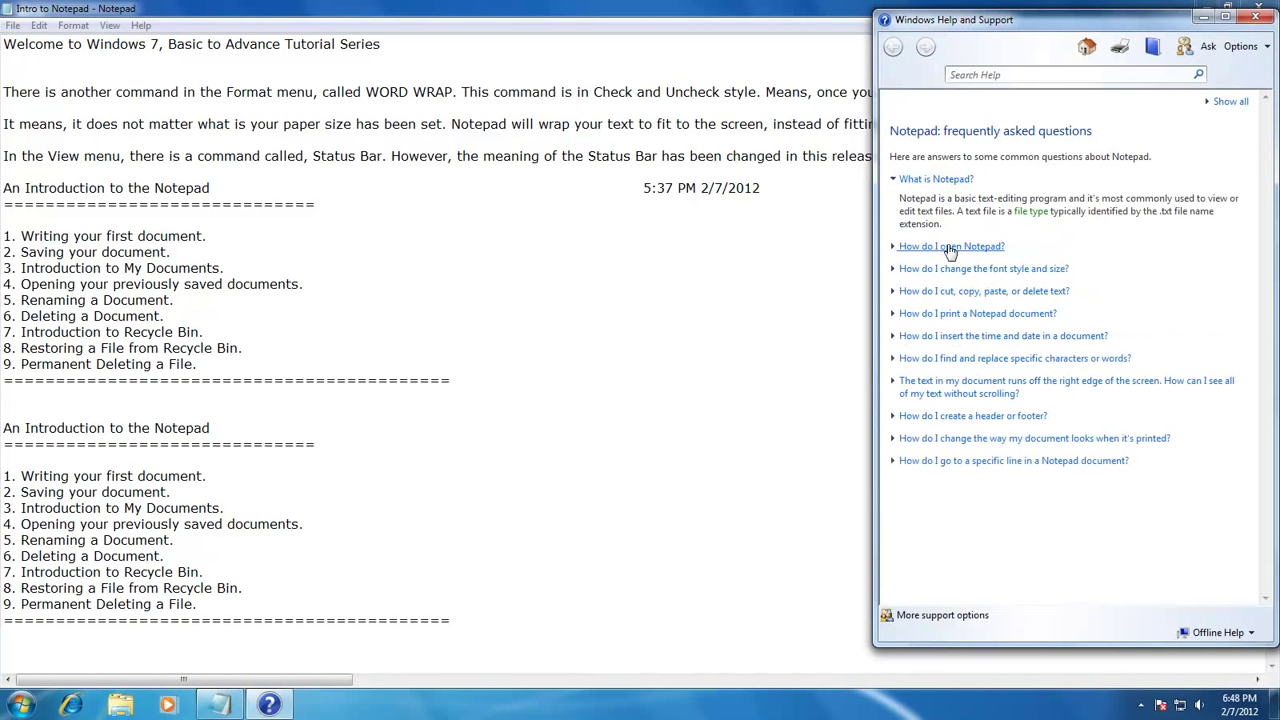 Intro to Notepad - Notepad
File Edit Format View Help
Welcome to Windows 7, Basic to Advance Tutorial Series
There is another command in the Format menu, called WORD WRAP. This command is in Check and Uncheck style. Means, once you
It means, it does not matter what is your paper size has been set. Notepad will wrap your text to fit to the screen, instead of fittin
In the View menu, there is a command called, Status Bar. However, the meaning of the Status Bar has been changed in this releas
An Introduction to the Notepad 5:37 PM 2/7/2012
==============================
1. Writing your first document.
2. Saving your document.
3. Introduction to My Documents.
4. Opening your previously saved documents.
5. Renaming a Document.
6. Deleting a Document.
7. Introduction to Recycle Bin.
8. Restoring a File from Recycle Bin.
9. Permanent Deleting a File.
===========================================
An Introduction to the Notepad
==============================
1. Writing your first document.
2. Saving your document.
3. Introduction to My Documents.
4. Opening your previously saved documents.
5. Renaming a Document.
6. Deleting a Document.
7. Introduction to Recycle Bin.
8. Restoring a File from Recycle Bin.
9. Permanent Deleting a File.
===========================================
Windows Help and Support
Ask Options
Search Help
Show all
Notepad: frequently asked questions
Here are answers to some common questions about Notepad.
What is Notepad?
Notepad is a basic text-editing program and it's most commonly used to view or
edit text files. A text file is a file type typically identified by the .txt file name
extension.
How do I open Notepad?
How do I change the font style and size?
How do I cut, copy, paste, or delete text?
How do I print a Notepad document?
How do I insert the time and date in a document?
How do I find and replace specific characters or words?
The text in my document runs off the right edge of the screen. How can I see all
of my text without scrolling?
How do I create a header or footer?
How do I change the way my document looks when it's printed?
How do I go to a specific line in a Notepad document?
More support options
Offline Help
6:48 PM
2/7/2012